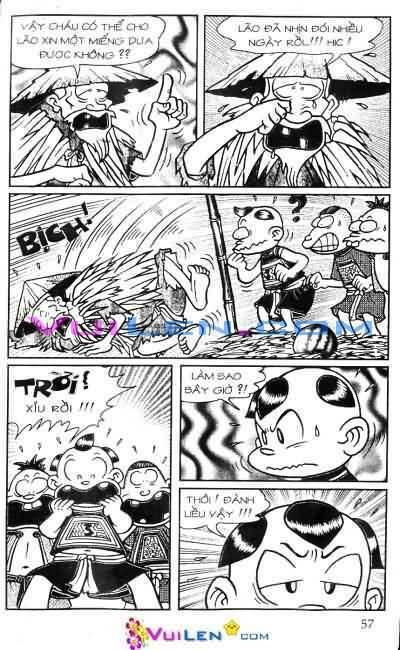 VẬY CHÁU CÓ THỂ CHO
LÃO XIN MỘT MIẾNG DƯA
ĐƯỢC KHÔNG ??
LÃO ĐÃ NHỊN ĐÓI NHIỀU
NGÀY RỒI!!! HIC !
BỊCH!
?
VUILEN.COM
TRỜI!
XỈU RỒI !!!
LÀM SAO
BÂY GIỜ ?!
THÔI ! ĐÀNH
LIỀU VẬY !!!
57
VUILEN.COM